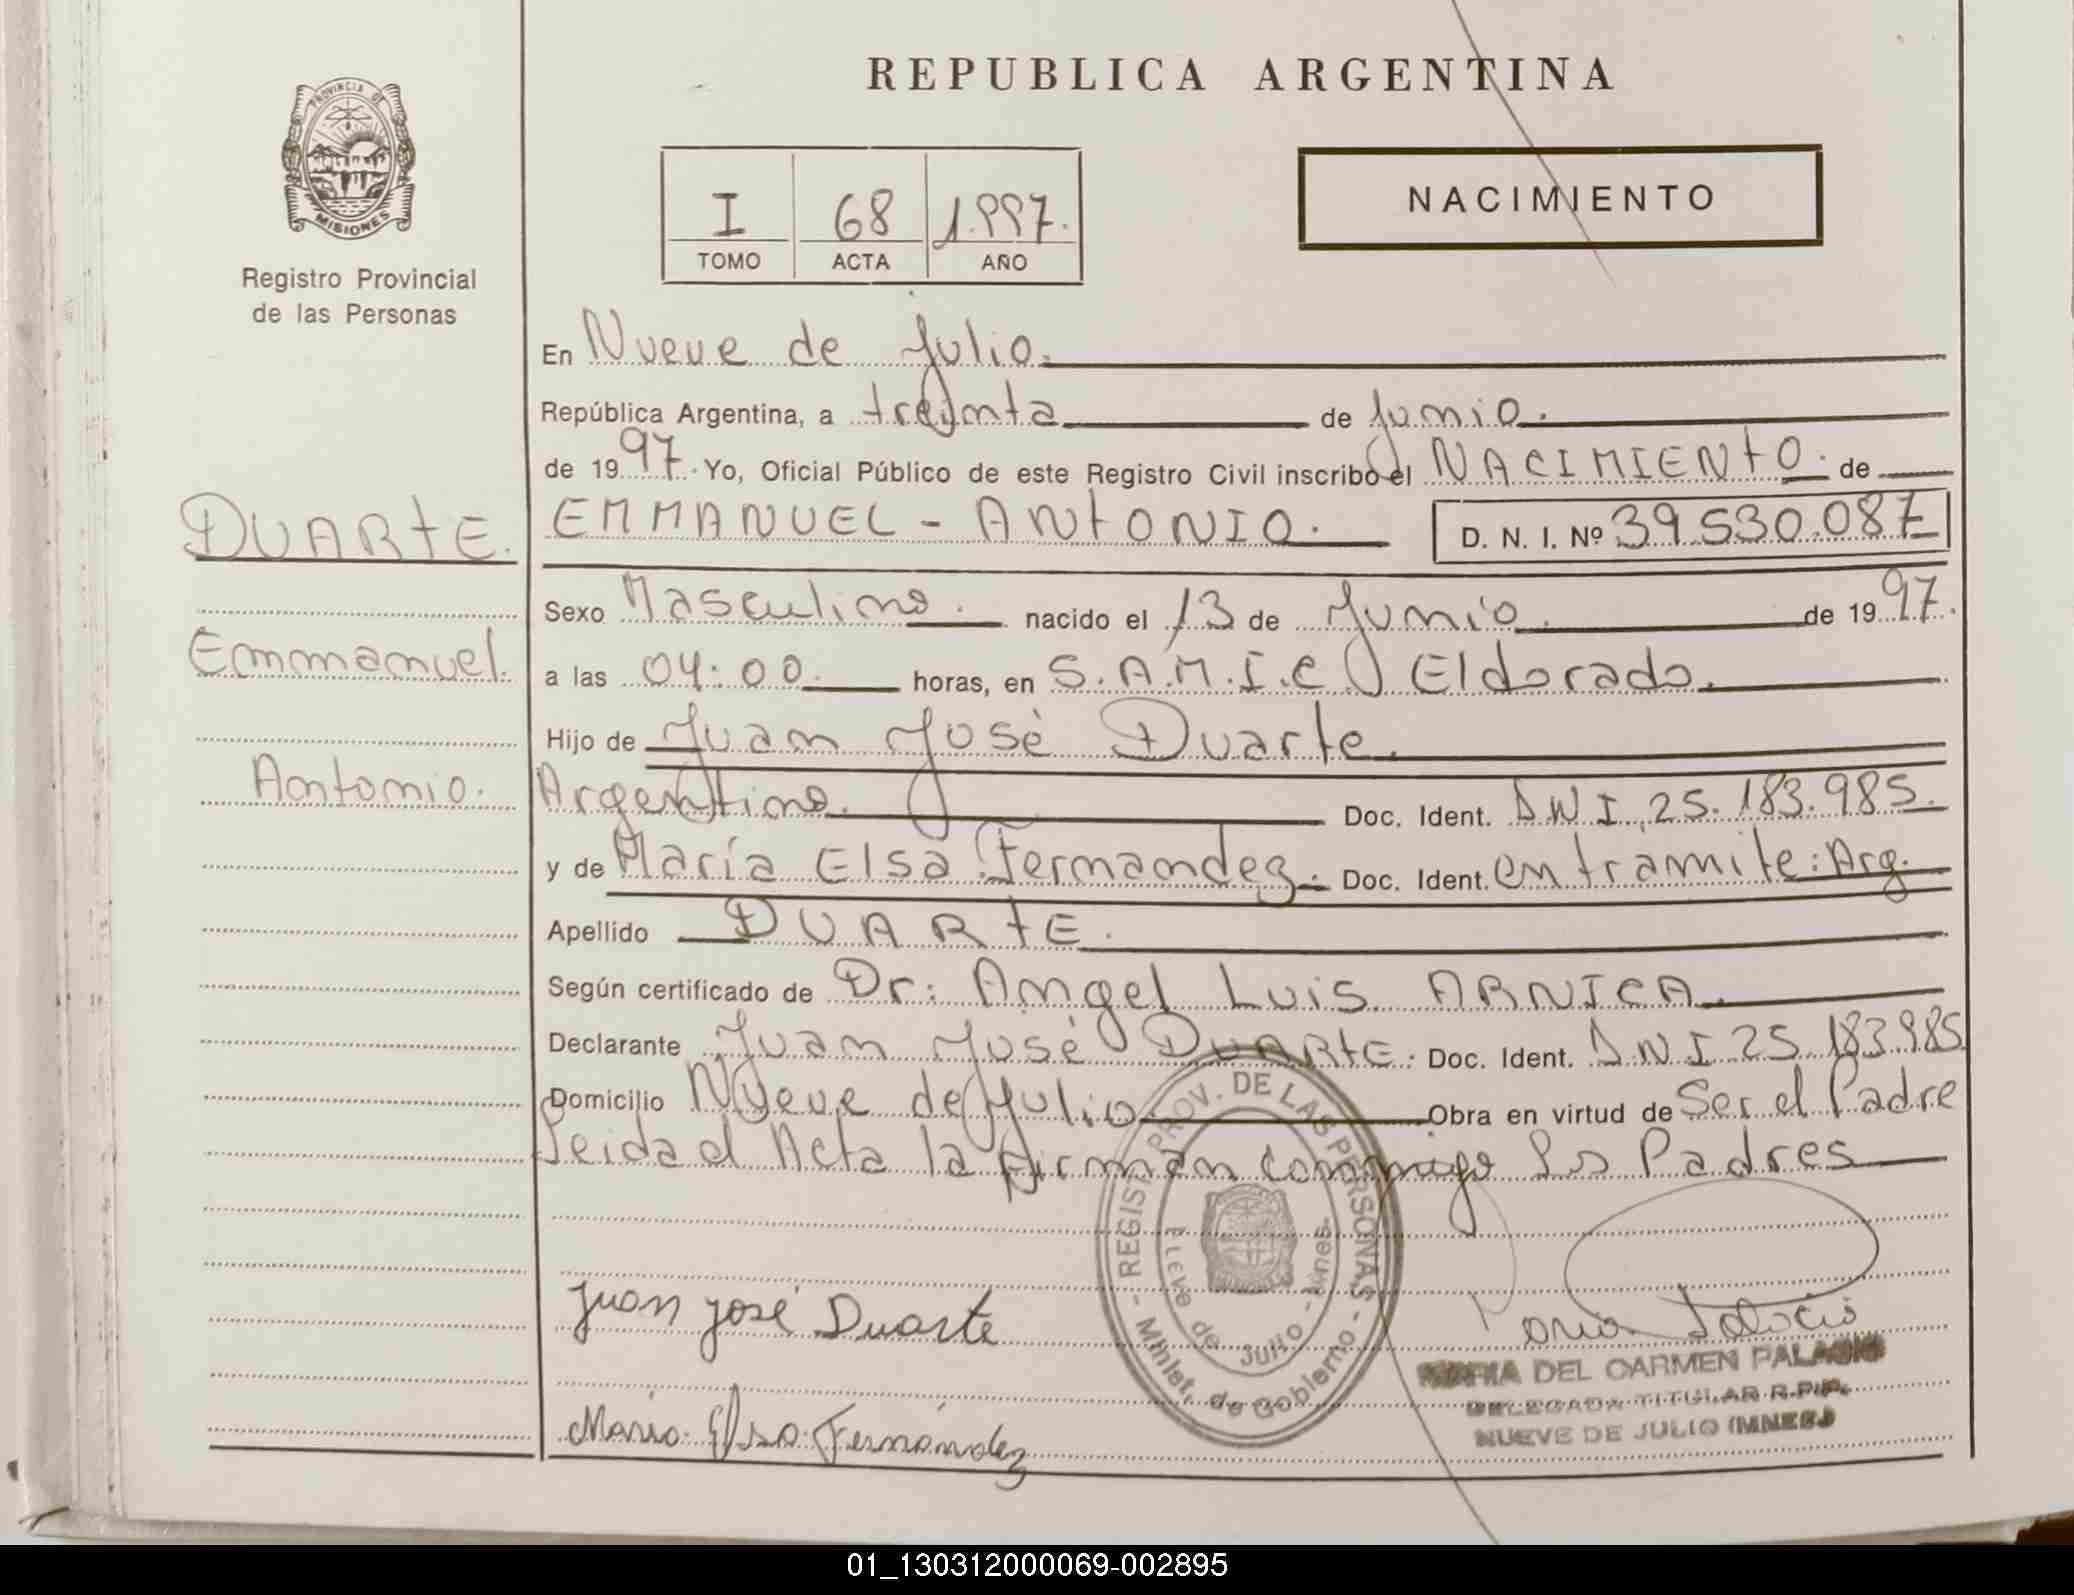 REPUBLICA ARGENTINA
PROVINCIA DE
MISIONES
Registro Provincial
de las Personas
I 68 1.997.
TOMO ACTA AÑO
NACIMIENTO
En Nueve de Julio.
República Argentina, a treinta de Junio.
de 1997. Yo, Oficial Público de este Registro Civil inscribo el NACIMIENTO. de
DUARTE. EMMANUEL - ANTONIO. D. N. I. Nº 39.530.087
Sexo Masculino. nacido el 13 de Junio. de 1997.
Emmanuel. a las 04:00. horas, en S.A.M.I.C. Eldorado.
Hijo de Juan José Duarte.
Antonio. Argentino. Doc. Ident. DNI. 25.183.985.
y de María Elsa Fernandez. Doc. Ident. en tramite: Arg.
Apellido DUARTE.
Según certificado de Dr: Angel Luis ARNICA.
Declarante Juan José DUARTE. Doc. Ident. DNI 25.183.985
Domicilio Nueve de Julio. Obra en virtud de Ser el Padre
leida el Acta la firman conmigo los Padres
Juan José Duarte
María Elsa Fernández
REGIST. PROV. DE LAS PERSONAS
Minist. de Gobierno
de Julio
María Palacio
MARIA DEL CARMEN PALACIO
DELEGADA TITULAR R.P.P.
NUEVE DE JULIO (MNES)
01_130312000069-002895